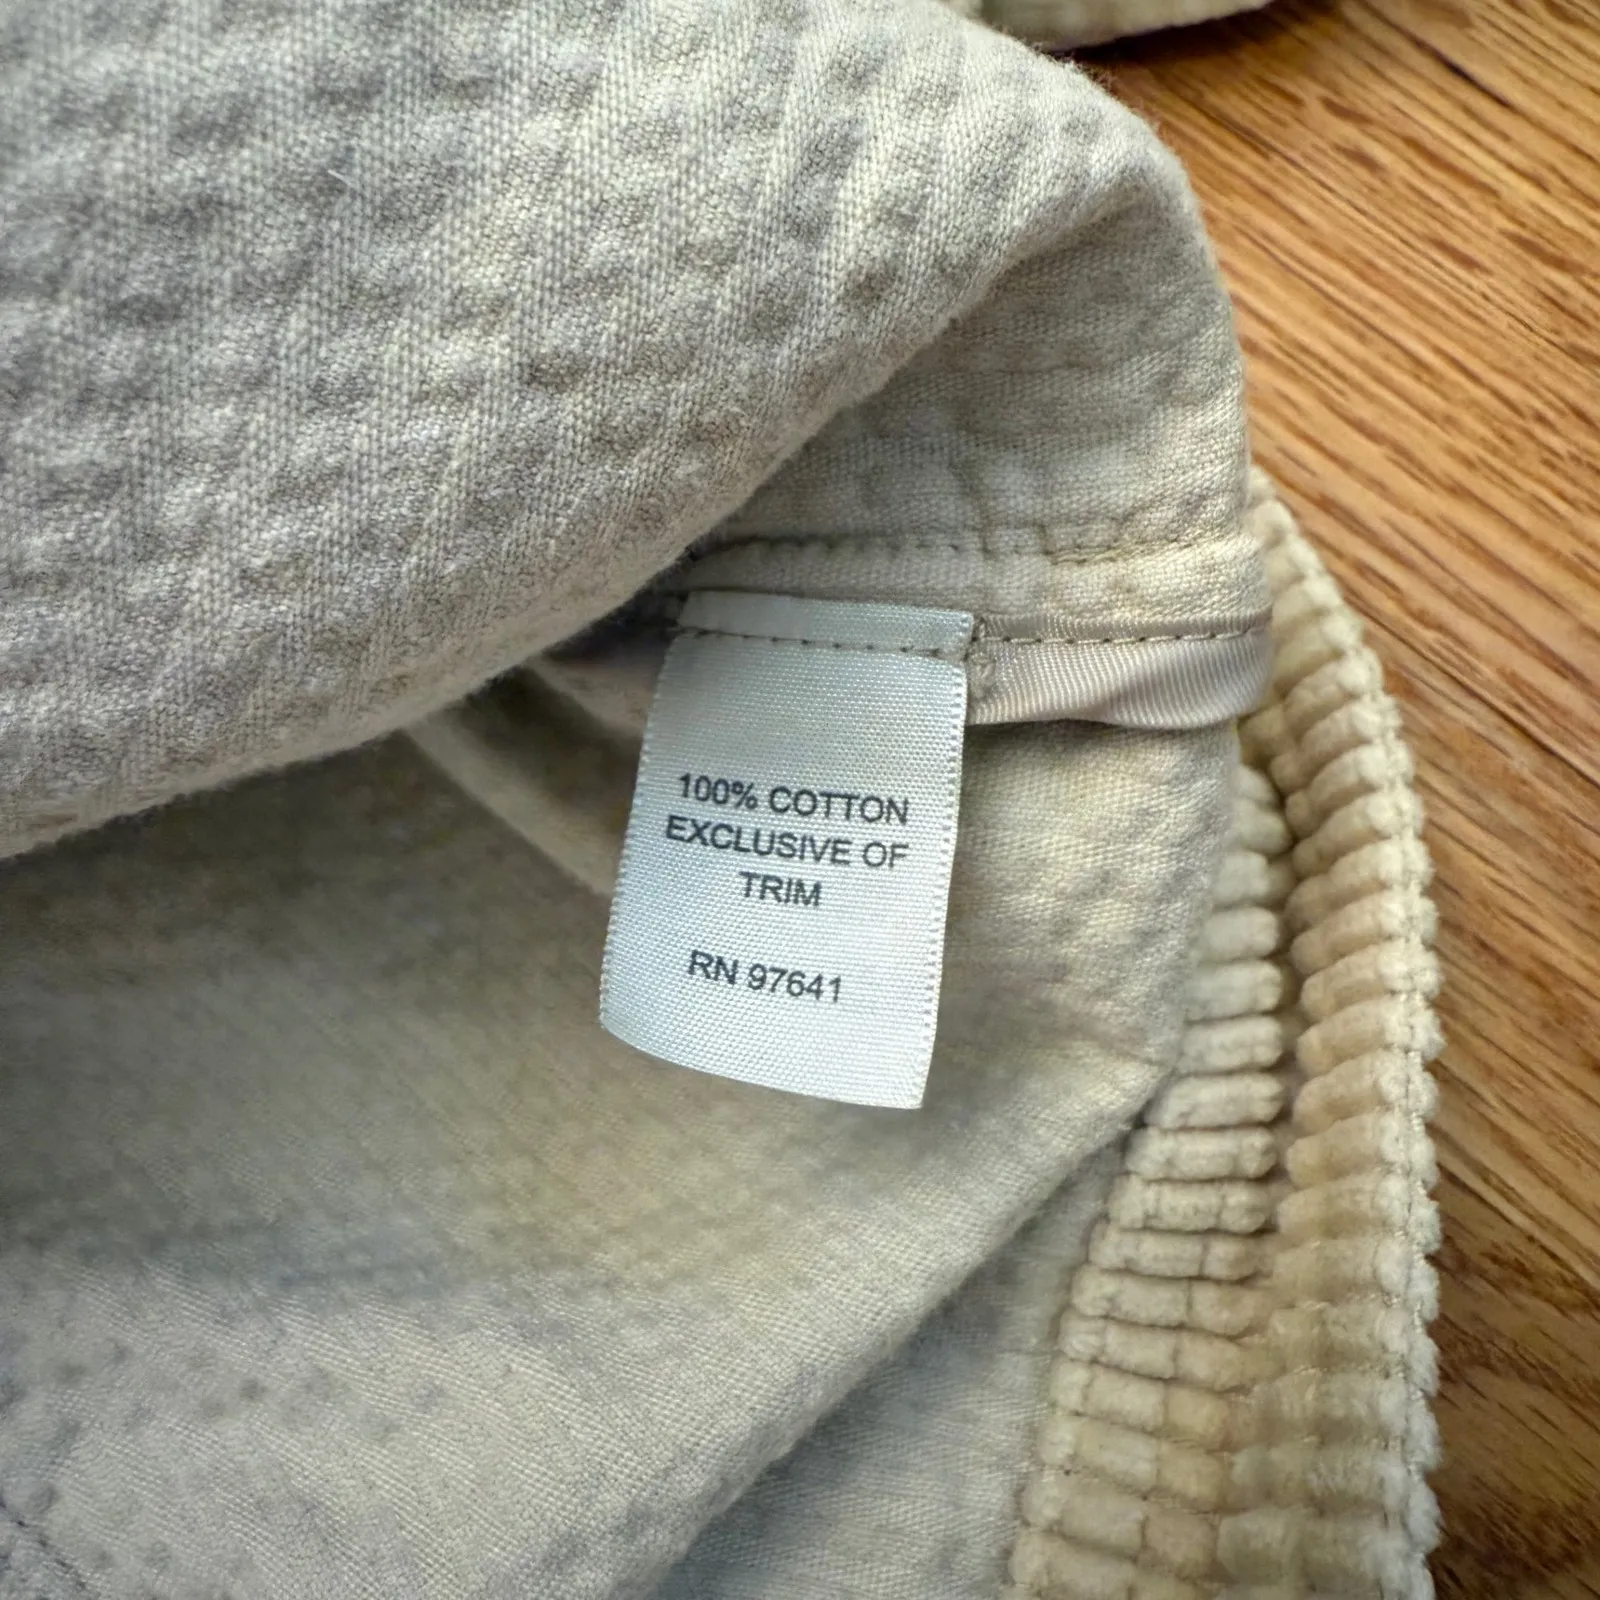 100% COTTON
EXCLUSIVE OF
TRIM
RN 97641